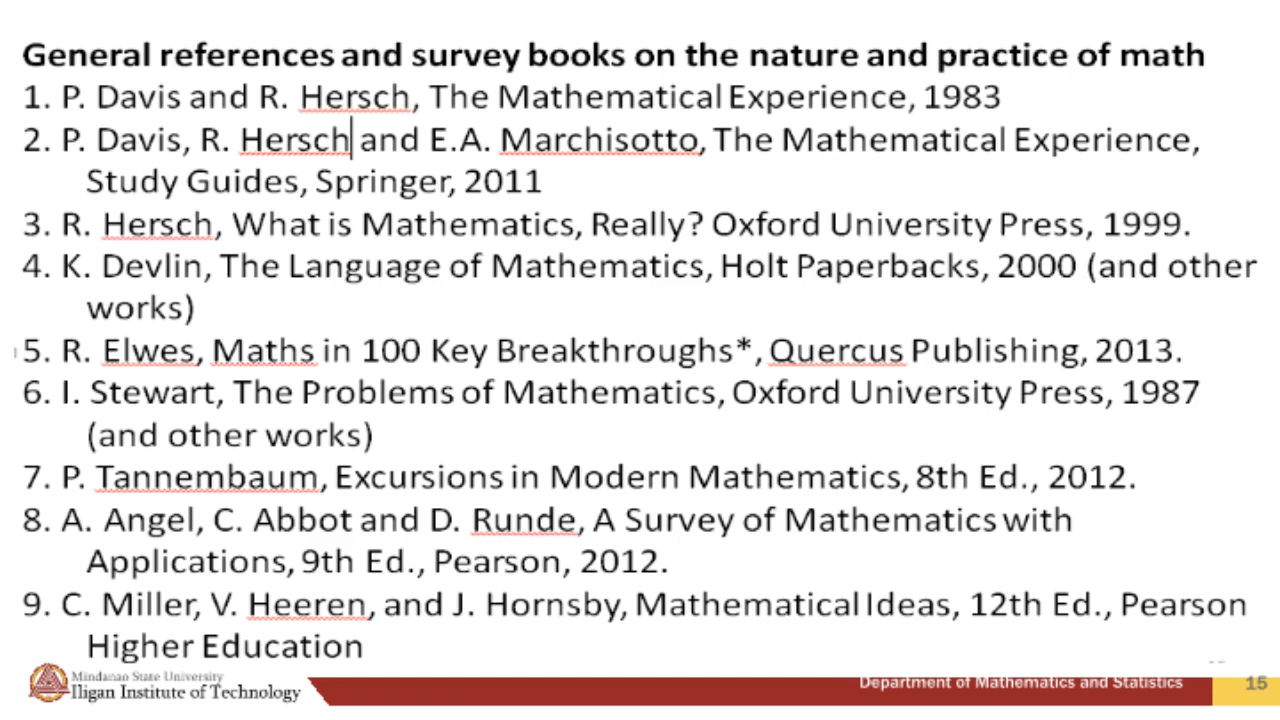 General references and survey books on the nature and practice of math
1. P. Davis and R. Hersch, The Mathematical Experience, 1983
2. P. Davis, R. Hersch and E.A. Marchisotto, The Mathematical Experience,
Study Guides, Springer, 2011
3. R. Hersch, What is Mathematics, Really? Oxford University Press, 1999.
4. K. Devlin, The Language of Mathematics, Holt Paperbacks, 2000 (and other
works)
5. R. Elwes, Maths in 100 Key Breakthroughs*, Quercus Publishing, 2013.
6. I. Stewart, The Problems of Mathematics, Oxford University Press, 1987
(and other works)
7. P. Tannembaum, Excursions in Modern Mathematics, 8th Ed., 2012.
8. A. Angel, C. Abbot and D. Runde, A Survey of Mathematics with
Applications, 9th Ed., Pearson, 2012.
9. C. Miller, V. Heeren, and J. Hornsby, Mathematical Ideas, 12th Ed., Pearson
Higher Education
Mindanao State University
Iligan Institute of Technology
Department of Mathematics and Statistics
15